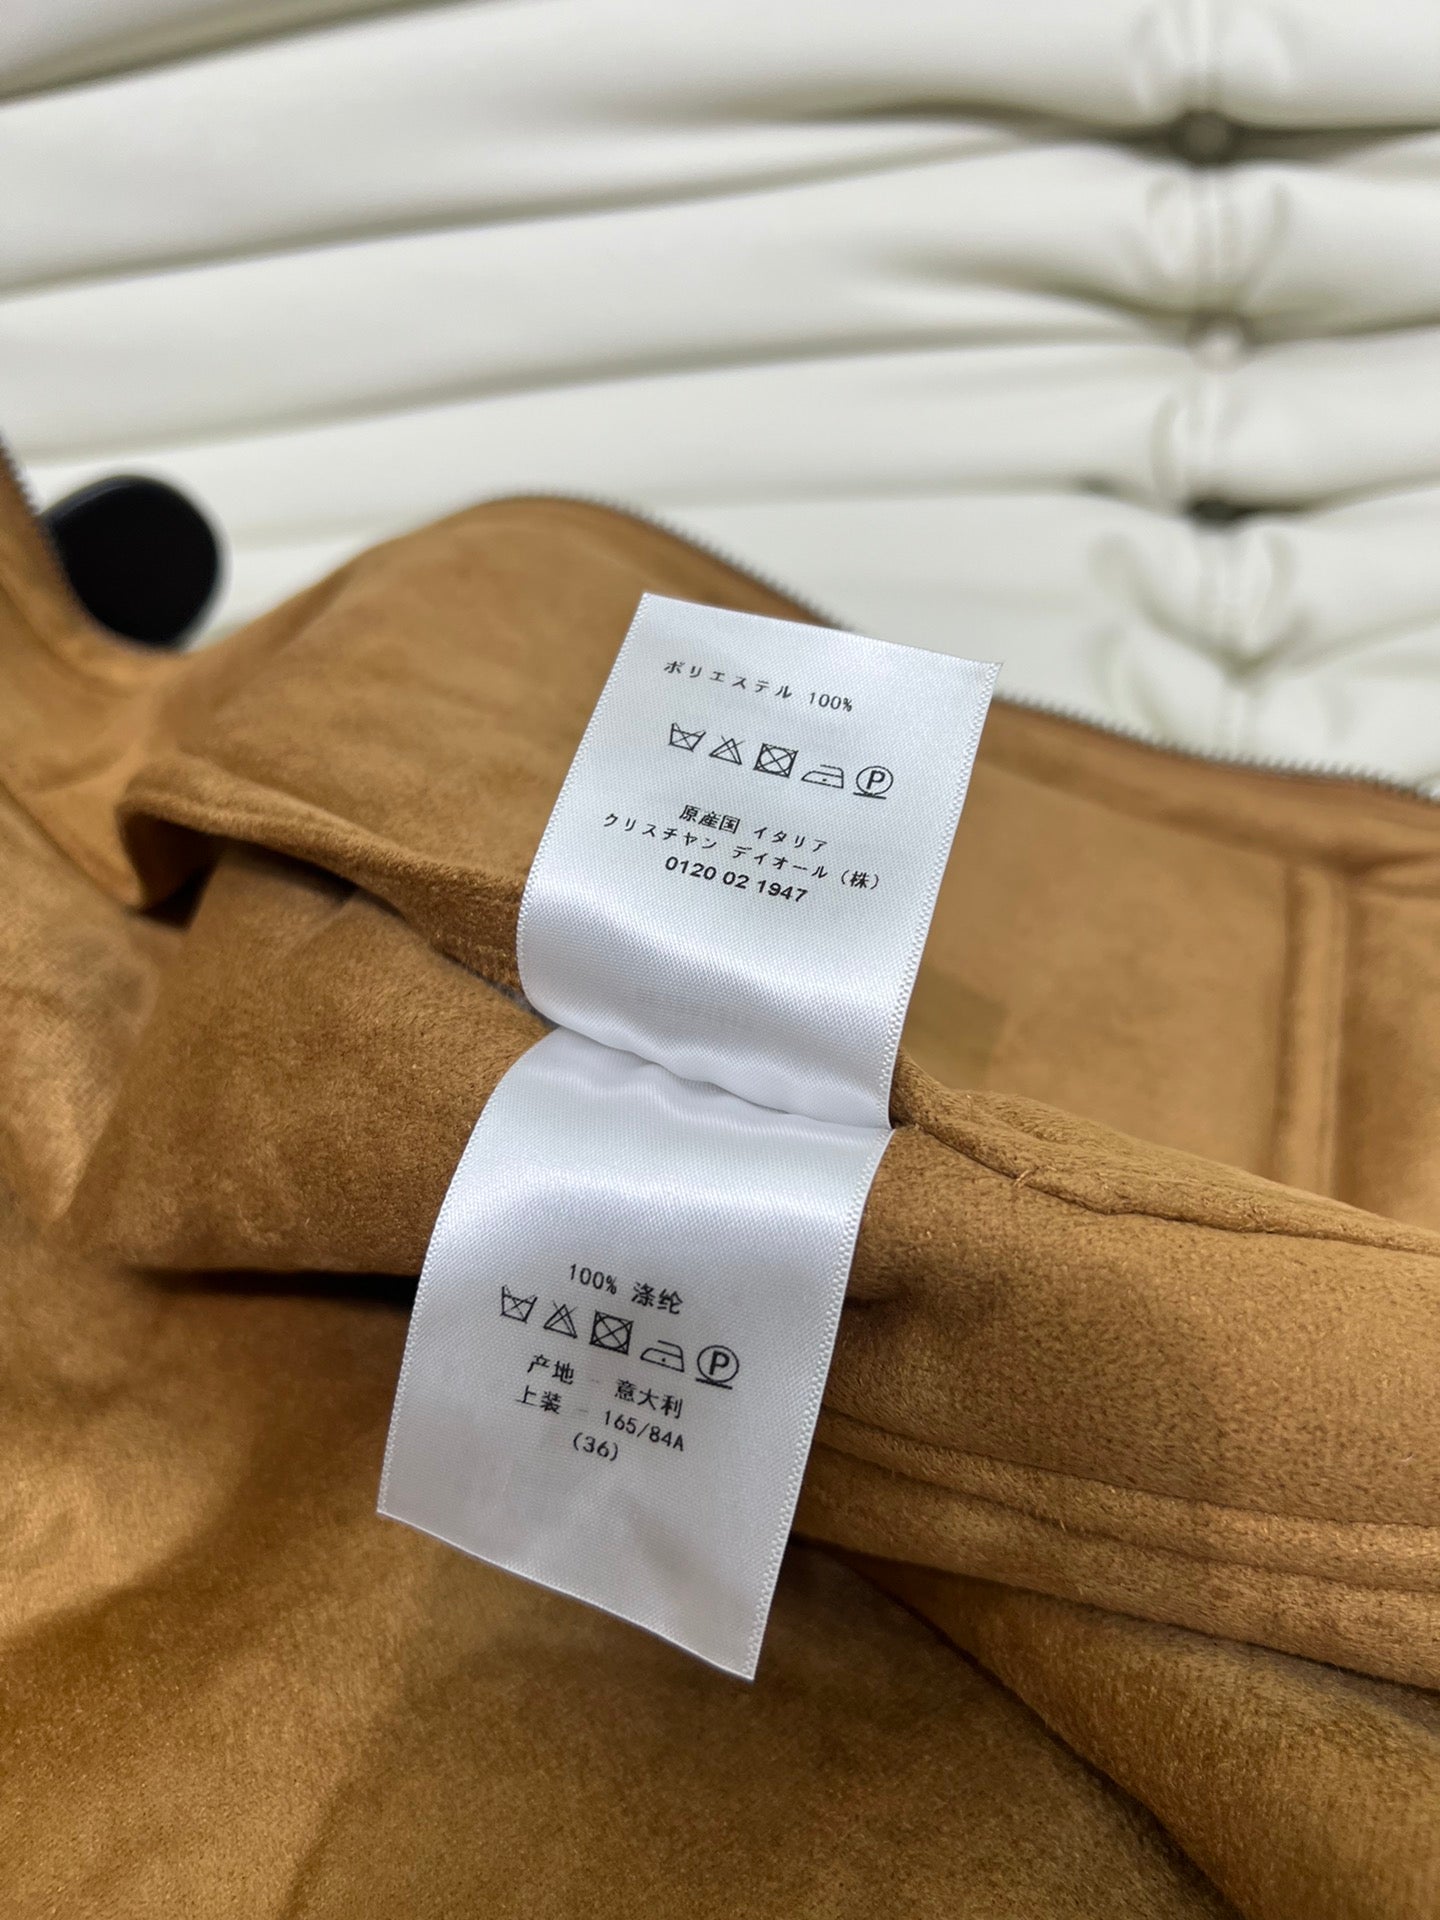 ポリエステル 100%
P
原産国 イタリア
クリスチャン ディオール (株)
0120 02 1947
100% 涤纶
P
产地 - 意大利
上装 - 165/84A
(36)